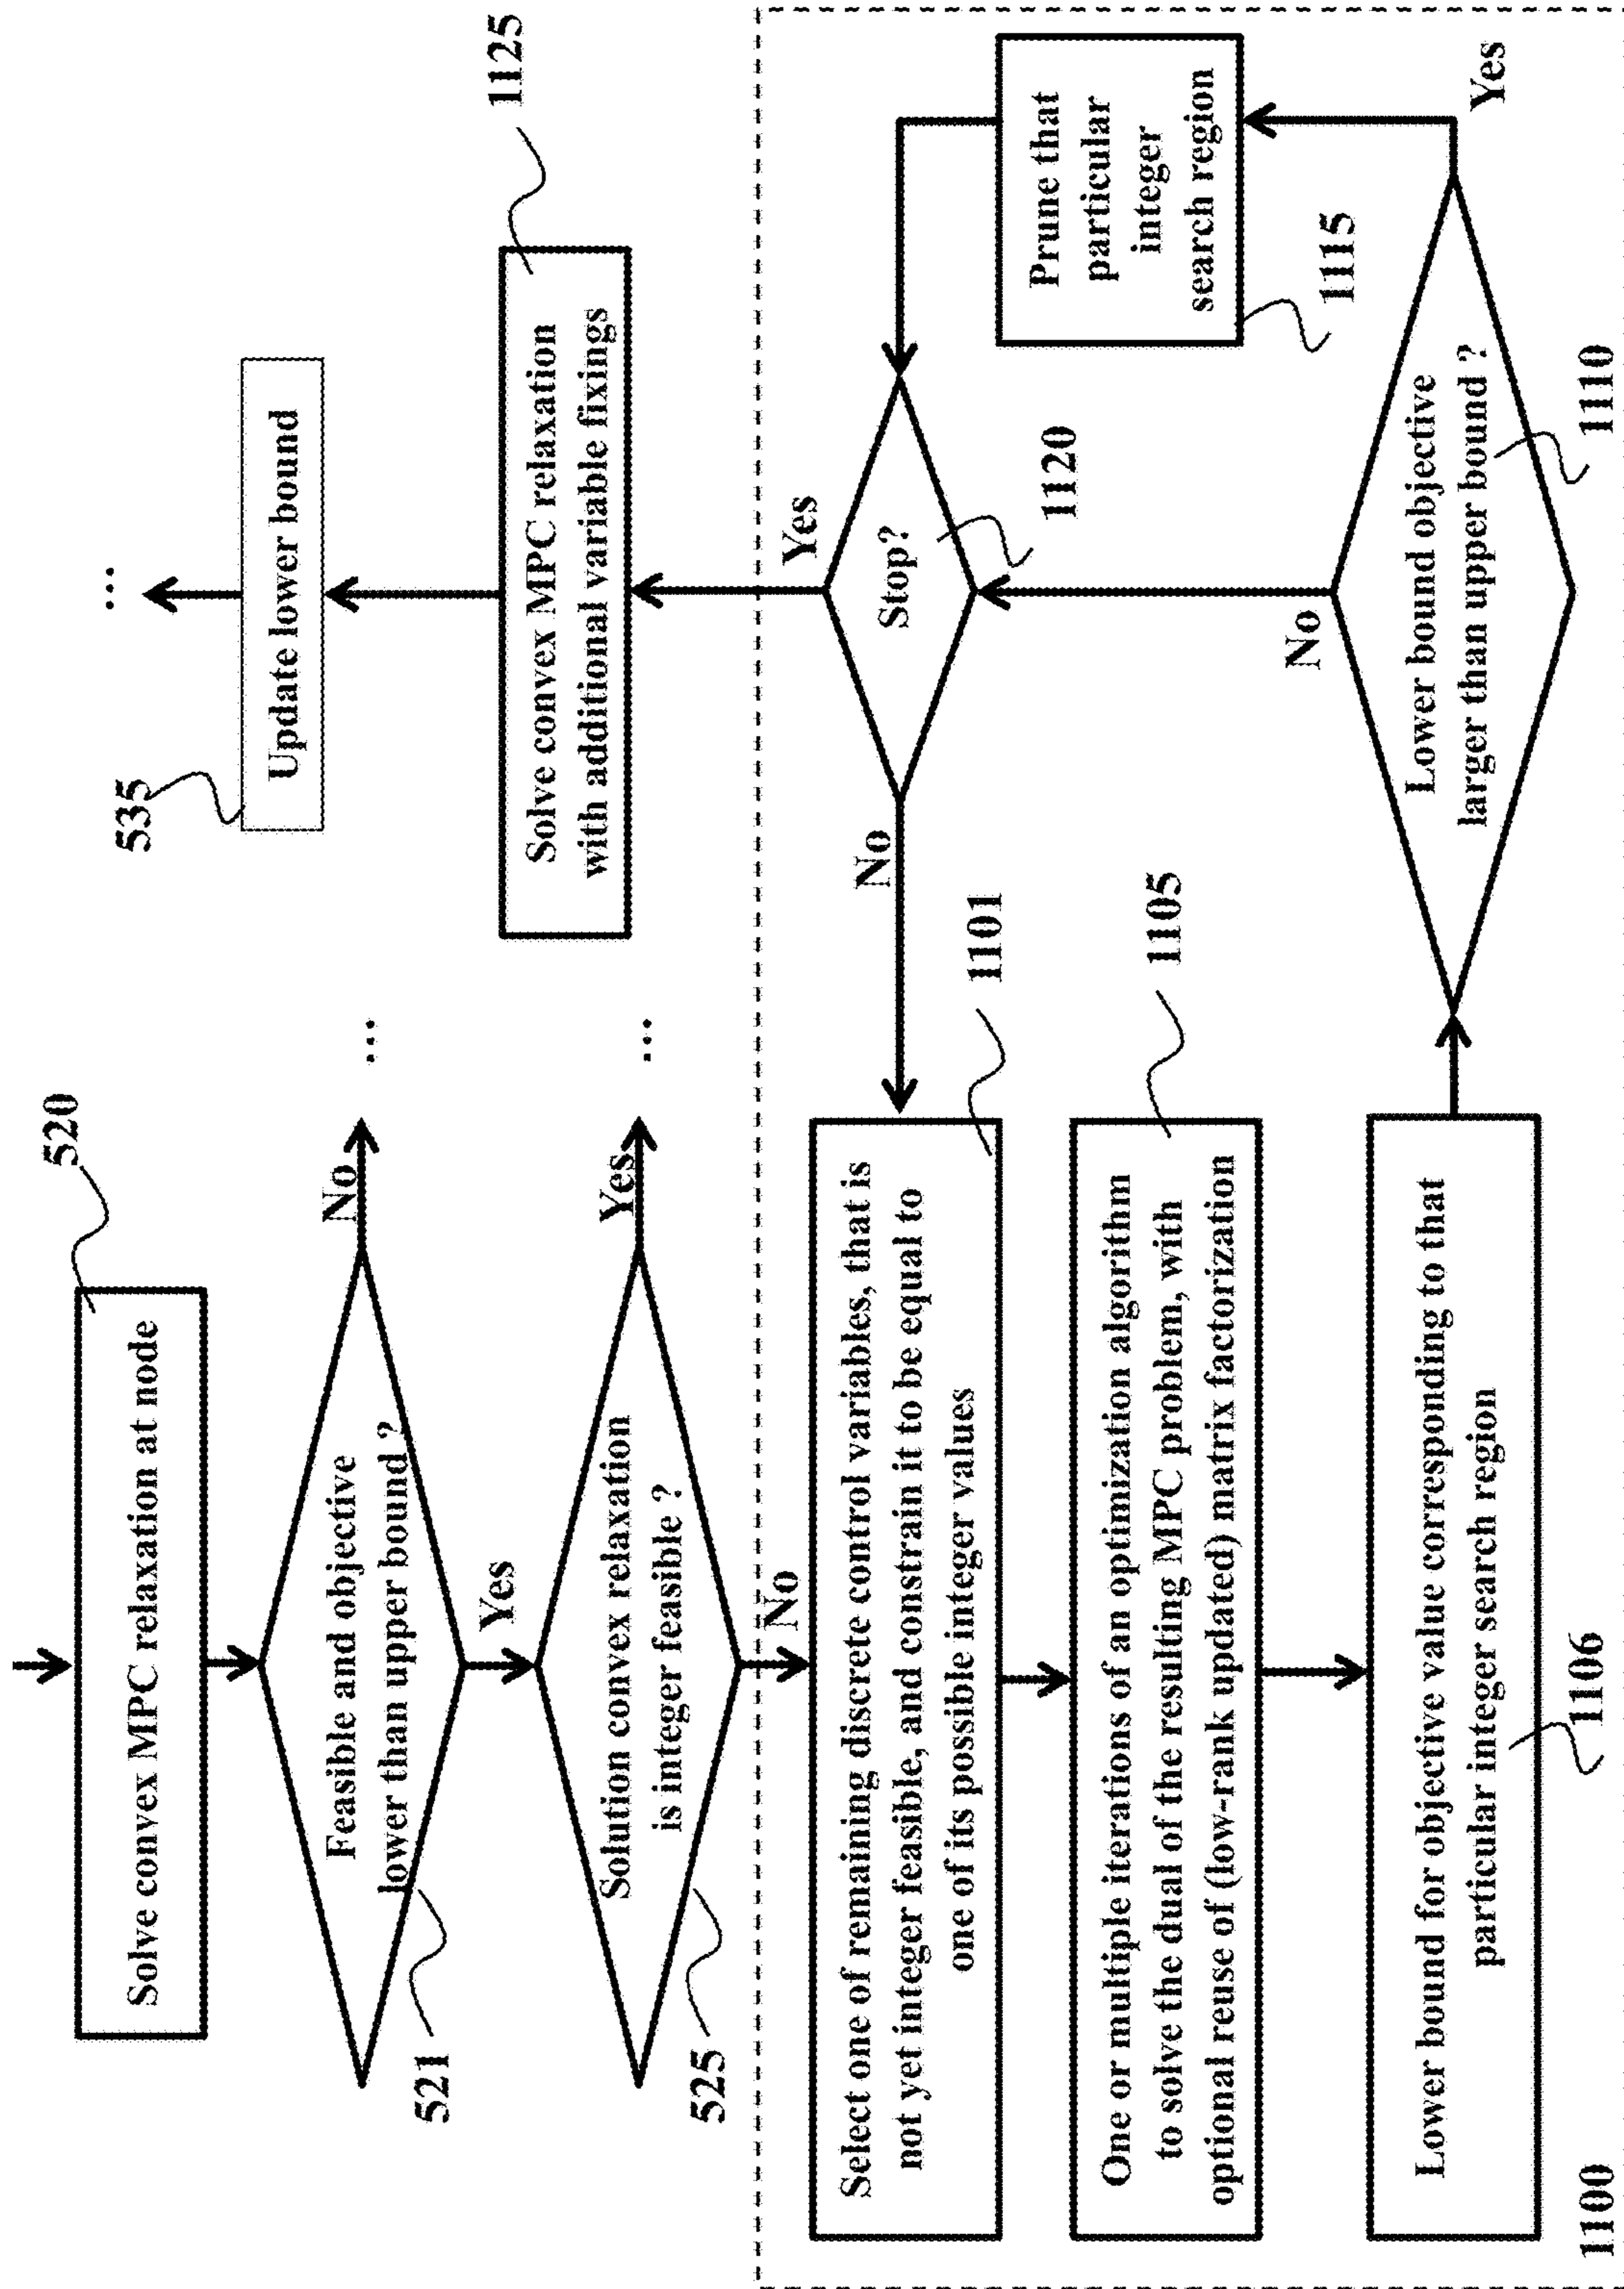 520
Solve convex MPC relaxation at node
Feasible and objective
lower than upper bound ?
No
...
521
Yes
Solution convex relaxation
is integer feasible ?
Yes
...
525
No
Select one of remaining discrete control variables, that is
not yet integer feasible, and constrain it to be equal to
one of its possible integer values
1101
One or multiple iterations of an optimization algorithm
to solve the dual of the resulting MPC problem, with
optional reuse of (low-rank updated) matrix factorization
1105
Lower bound for objective value corresponding to that
particular integer search region
1106
1100
Lower bound objective
larger than upper bound ?
1110
Yes
No
Prune that
particular
integer
search region
1115
Stop?
1120
No
Yes
Solve convex MPC relaxation
with additional variable fixings
1125
Update lower bound
535
...